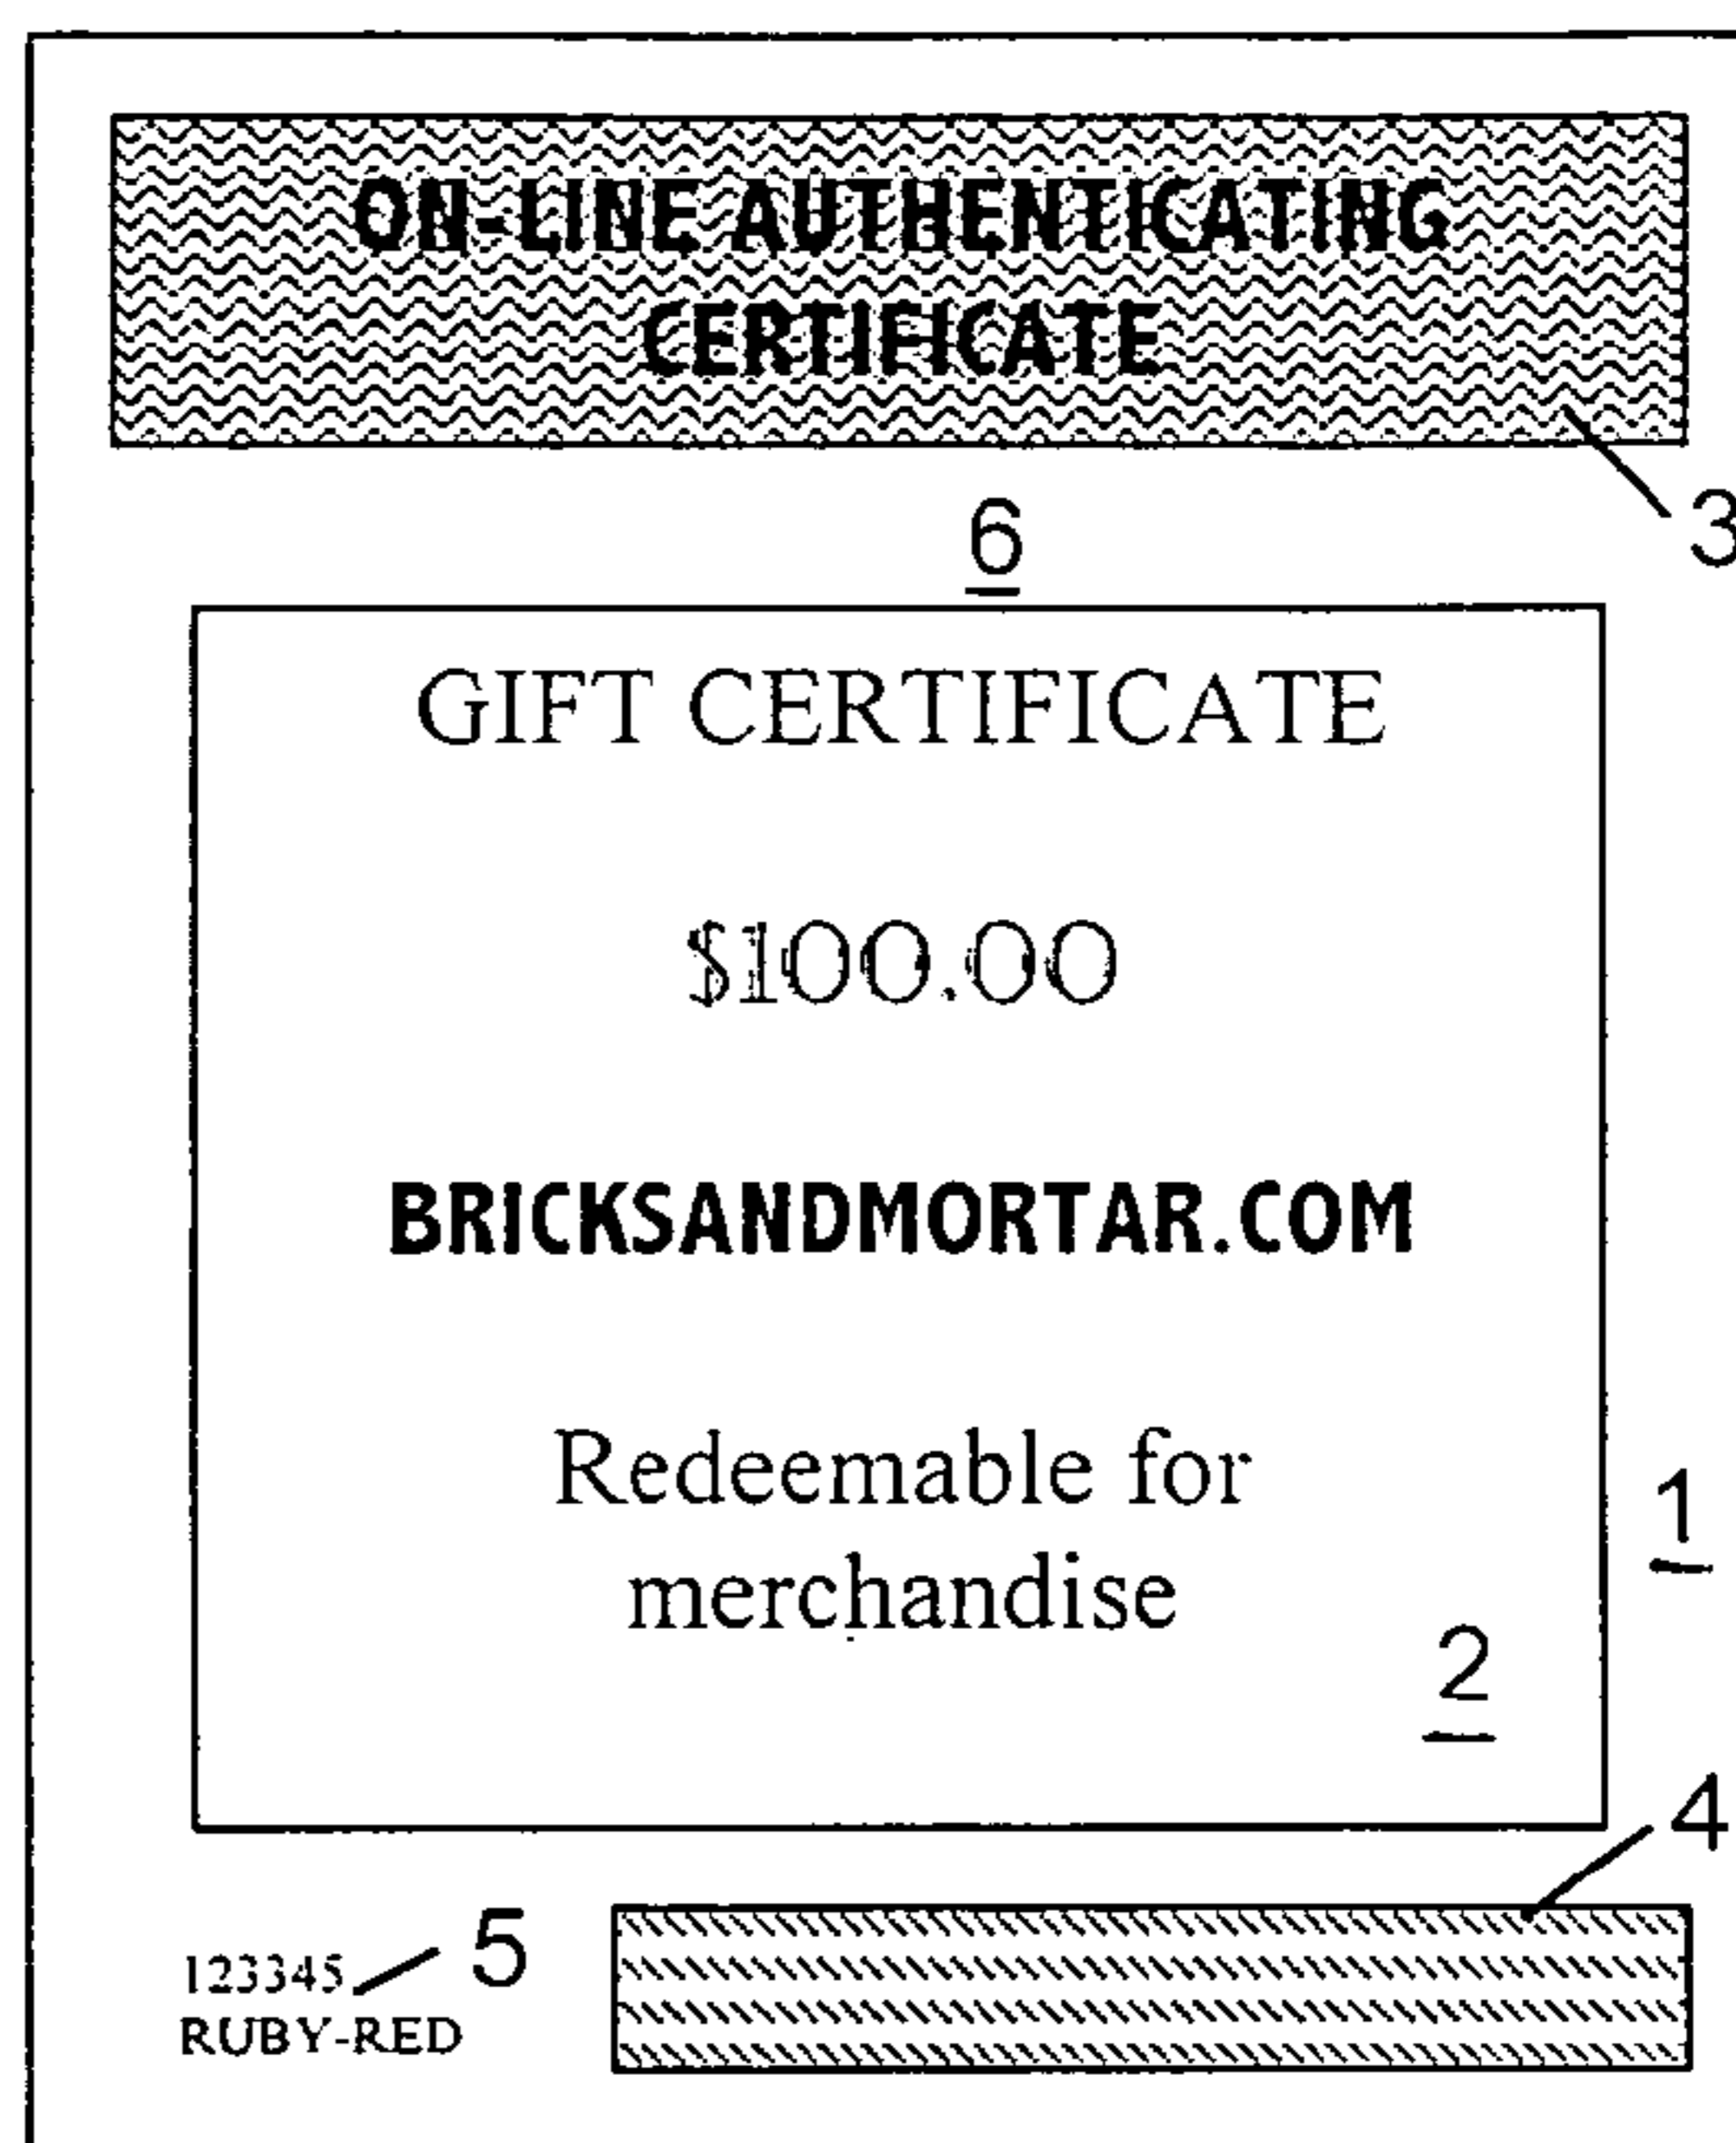 ON-LINE AUTHENTICATING
CERTIFICATE
3
6
GIFT CERTIFICATE
$100.00
BRICKSANDMORTAR.COM
Redeemable for
merchandise
1
2
4
5
123345
RUBY-RED